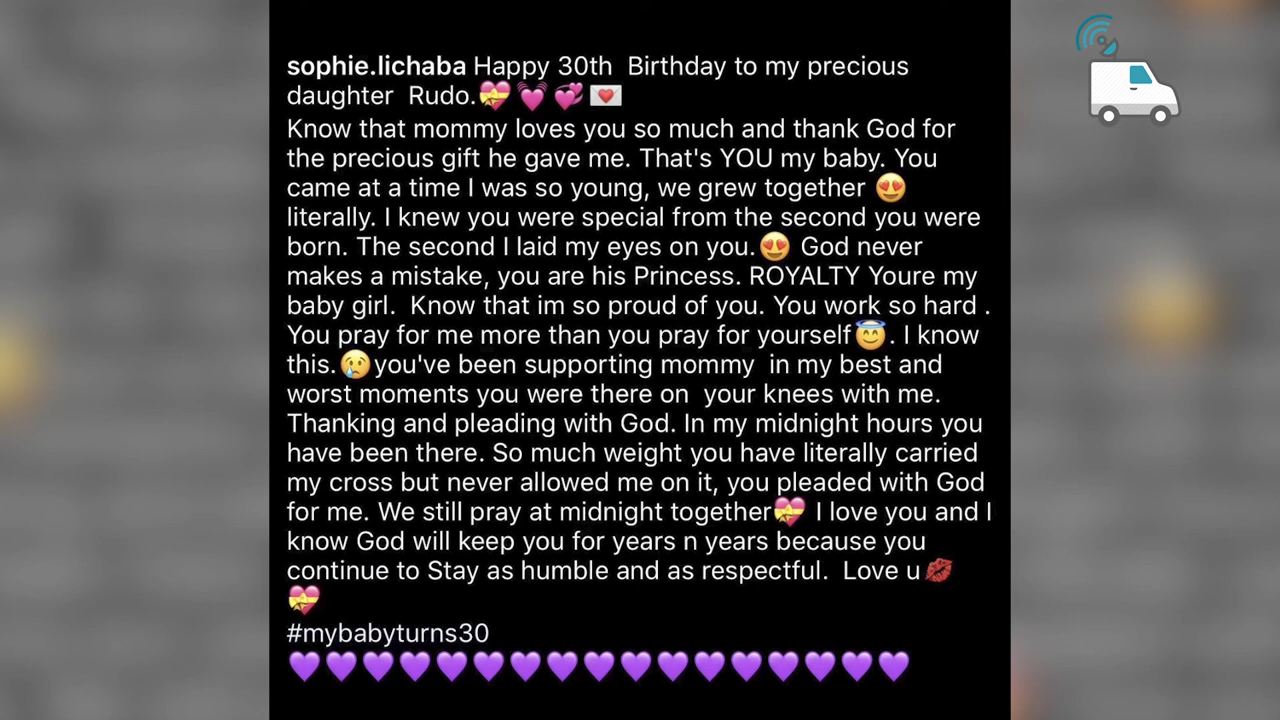 sophie.lichaba Happy 30th Birthday to my precious
daughter Rudo.💝💓💞💌
Know that mommy loves you so much and thank God for
the precious gift he gave me. That's YOU my baby. You
came at a time I was so young, we grew together 😍
literally. I knew you were special from the second you were
born. The second I laid my eyes on you.😍 God never
makes a mistake, you are his Princess. ROYALTY Youre my
baby girl. Know that im so proud of you. You work so hard .
You pray for me more than you pray for yourself😇. I know
this.😢you've been supporting mommy in my best and
worst moments you were there on your knees with me.
Thanking and pleading with God. In my midnight hours you
have been there. So much weight you have literally carried
my cross but never allowed me on it, you pleaded with God
for me. We still pray at midnight together💝 I love you and I
know God will keep you for years n years because you
continue to Stay as humble and as respectful. Love u💋
💝
#mybabyturns30
💜💜💜💜💜💜💜💜💜💜💜💜💜💜💜💜💜